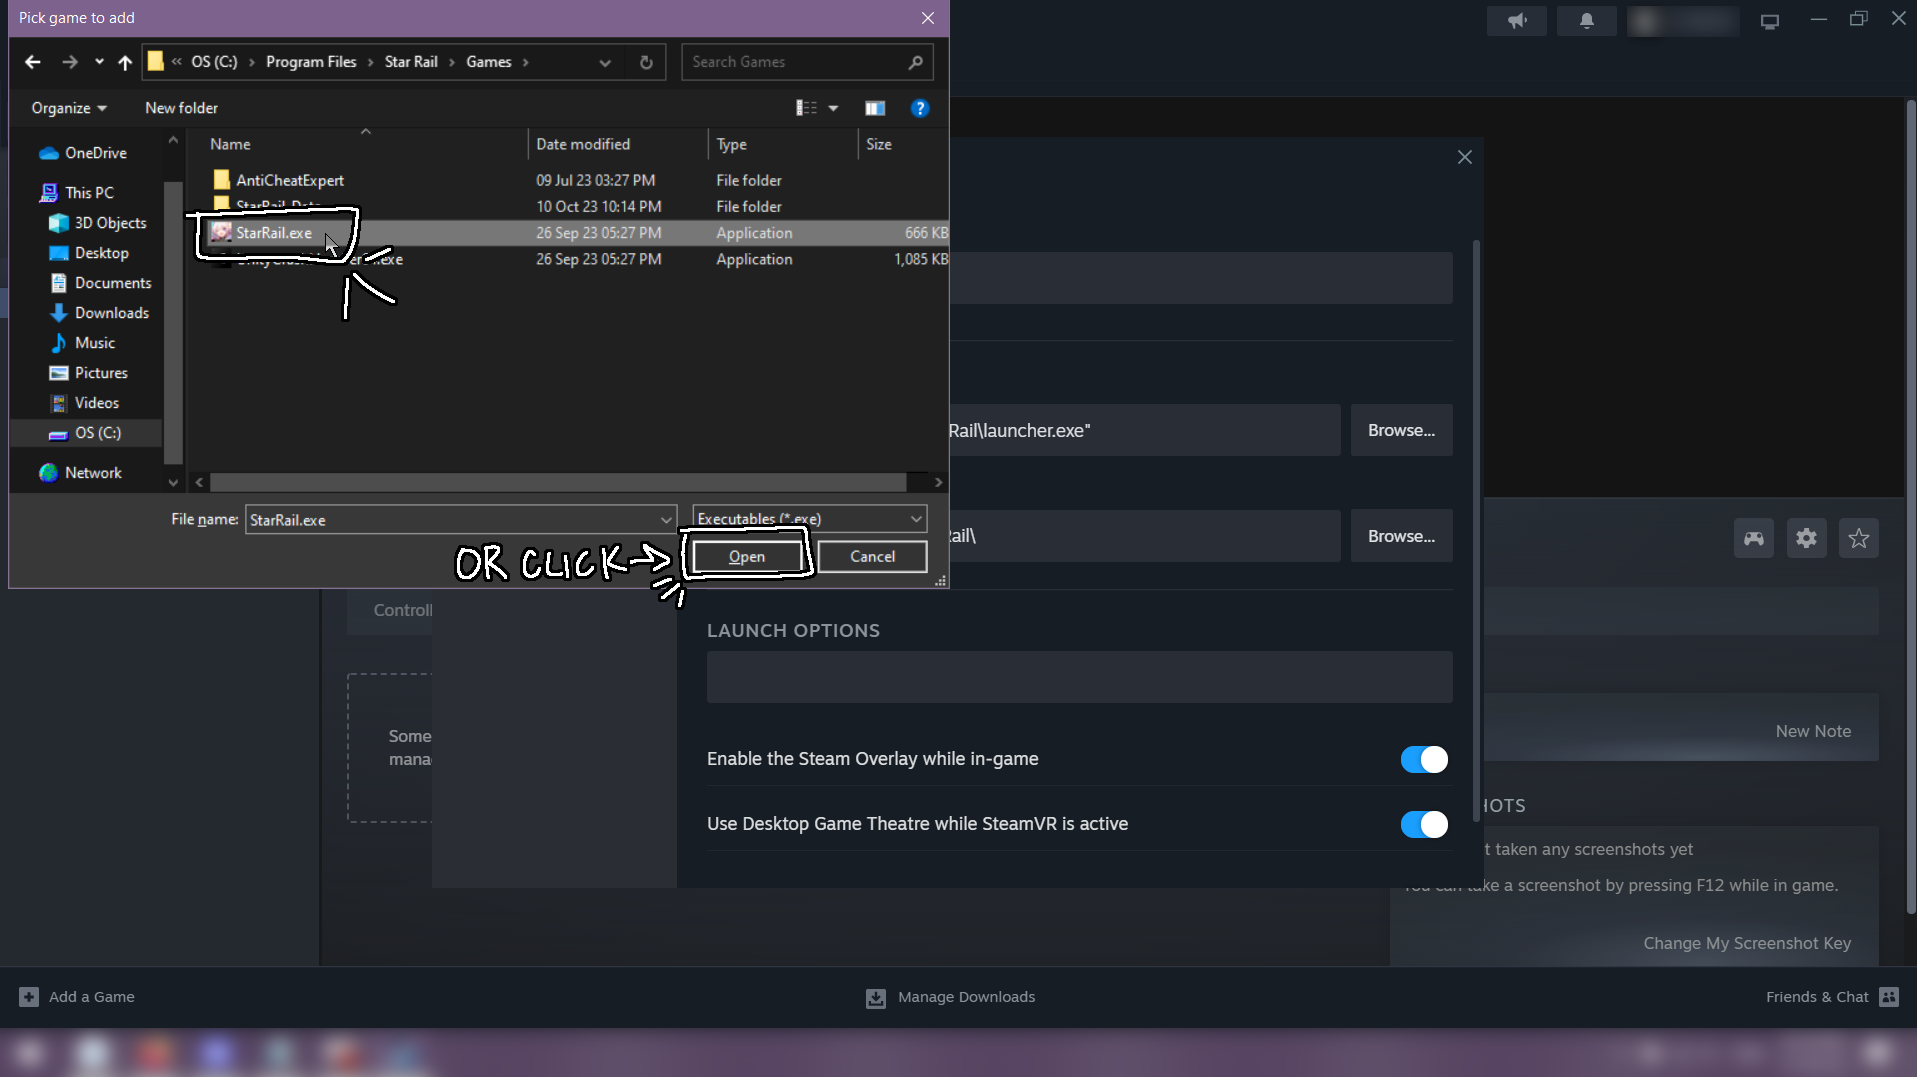 Pick game to add
« OS (C:) › Program Files › Star Rail › Games ›
Search Games
Organize
New folder
Name
Date modified
Type
Size
OneDrive
This PC
3D Objects
Desktop
Documents
Downloads
Music
Pictures
Videos
OS (C:)
Network
AntiCheatExpert 09 Jul 23 03:27 PM File folder
StarRail_Data 10 Oct 23 10:14 PM File folder
StarRail.exe 26 Sep 23 05:27 PM Application 666 KB
.exe 26 Sep 23 05:27 PM Application 1,085 KB
File name: StarRail.exe
Executables (*.exe)
OR CLICK→
Open
Cancel
Rail\launcher.exe"
Browse...
ail\
Browse...
Controll
Some
mana
LAUNCH OPTIONS
Enable the Steam Overlay while in-game
Use Desktop Game Theatre while SteamVR is active
New Note
HOTS
t taken any screenshots yet
You can take a screenshot by pressing F12 while in game.
Change My Screenshot Key
Add a Game
Manage Downloads
Friends & Chat